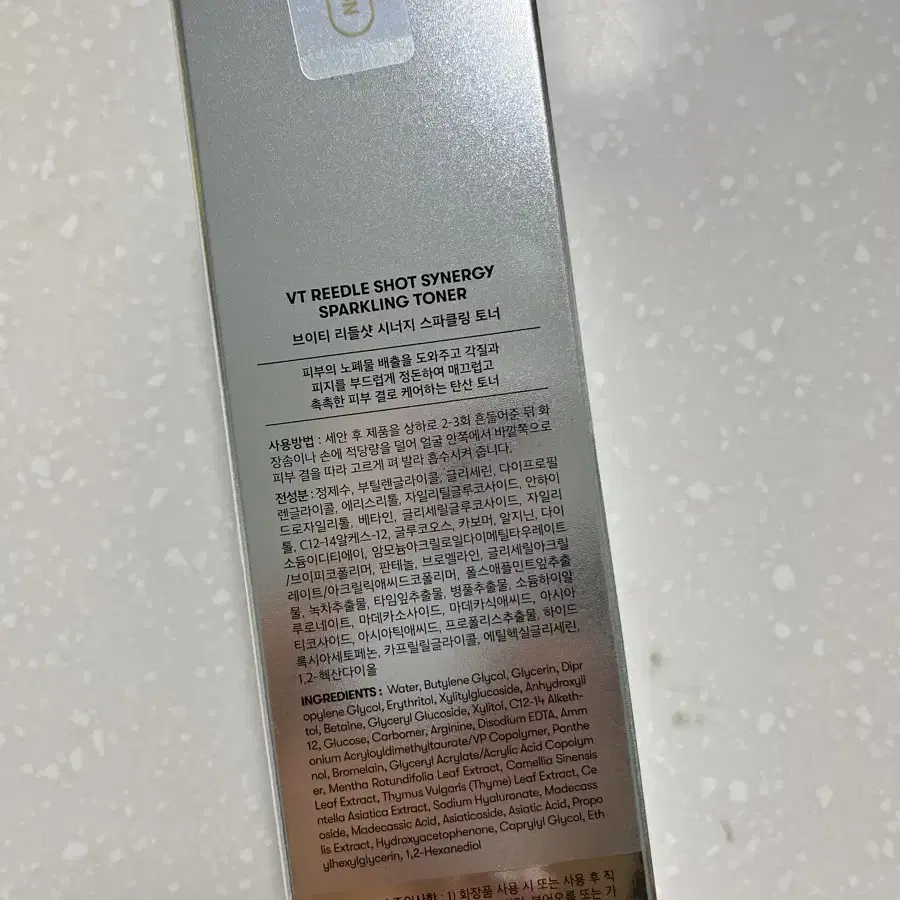 VT REEDLE SHOT SYNERGY
SPARKLING TONER
브이티 리들샷 시너지 스파클링 토너
피부의 노폐물 배출을 도와주고 각질과
피지를 부드럽게 정돈하여 매끄럽고
촉촉한 피부 결로 케어하는 탄산 토너
사용방법 : 세안 후 제품을 상하로 2-3회 흔들어준 뒤 화
장솜이나 손에 적당량을 덜어 얼굴 안쪽에서 바깥쪽으로
피부 결을 따라 고르게 펴 발라 흡수시켜 줍니다.
전성분 : 정제수, 부틸렌글라이콜, 글리세린, 다이프로필
렌글라이콜, 에리스리톨, 자일리틸글루코사이드, 안하이
드로자일리톨, 베타인, 글리세릴글루코사이드, 자일리
톨, C12-14알케스-12, 글루코오스, 카보머, 알지닌, 다이
소듐이디티에이, 암모늄아크릴로일다이메틸타우레이트
/브이피코폴리머, 판테놀, 브로멜라인, 글리세릴아크릴
레이트/아크릴릭애씨드코폴리머, 폴스애플민트잎추출
물, 녹차추출물, 타임잎추출물, 병풀추출물, 소듐하이알
루로네이트, 마데카소사이드, 마데카식애씨드, 아시아
티코사이드, 아시아틱애씨드, 프로폴리스추출물, 하이드
록시아세토페논, 카프릴릴글라이콜, 에틸헥실글리세린,
1,2-헥산다이올
INGREDIENTS : Water, Butylene Glycol, Glycerin, Dipr
opylene Glycol, Erythritol, Xylitylglucoside, Anhydroxyli
tol, Betaine, Glyceryl Glucoside, Xylitol, C12-14 Alketh-
12, Glucose, Carbomer, Arginine, Disodium EDTA, Amm
onium Acryloyldimethyltaurate/VP Copolymer, Panthe
nol, Bromelain, Glyceryl Acrylate/Acrylic Acid Copolym
er, Mentha Rotundifolia Leaf Extract, Camellia Sinensis
Leaf Extract, Thymus Vulgaris (Thyme) Leaf Extract, Ce
ntella Asiatica Extract, Sodium Hyaluronate, Madecass
oside, Madecassic Acid, Asiaticoside, Asiatic Acid, Propo
lis Extract, Hydroxyacetophenone, Caprylyl Glycol, Eth
ylhexylglycerin, 1,2-Hexanediol
1) 화장품 사용 시 또는 사용 후 직